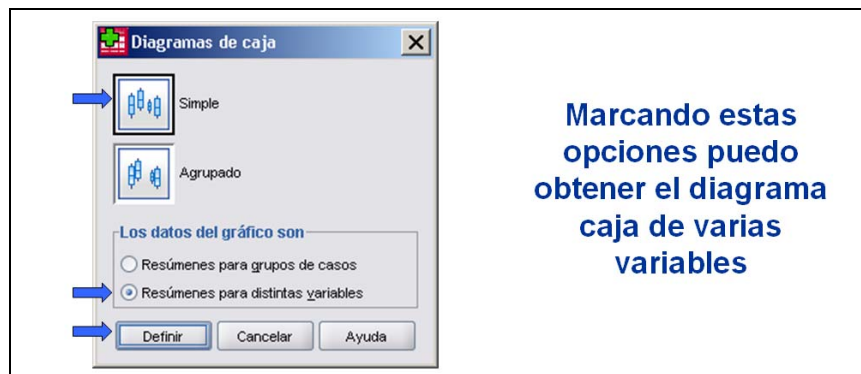 Diagramas de caja
Simple
Agrupado
Los datos del gráfico son
Resúmenes para grupos de casos
Resúmenes para distintas variables
Definir
Cancelar
Ayuda
Marcando estas
opciones puedo
obtener el diagrama
caja de varias
variables